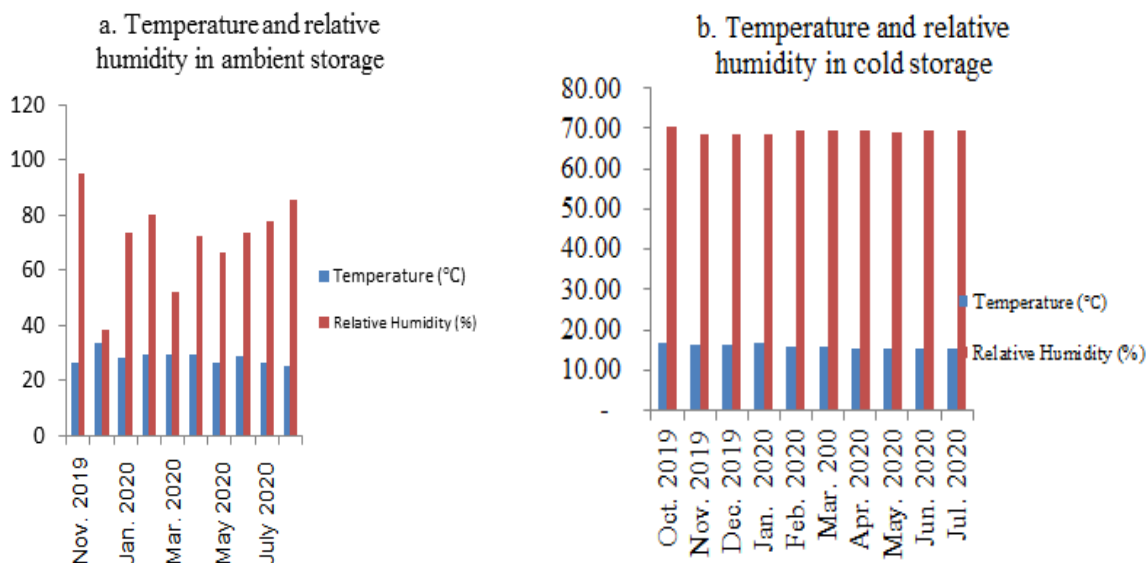 a. Temperature and relative
humidity in ambient storage
120
100
80
60
40
20
0
Nov. 2019
Jan. 2020
Mar. 2020
May 2020
July 2020
Temperature (°C)
Relative Humidity (%)
b. Temperature and relative
humidity in cold storage
80.00
70.00
60.00
50.00
40.00
30.00
20.00
10.00
-
Oct. 2019
Nov. 2019
Dec. 2019
Jan. 2020
Feb. 2020
Mar. 200
Apr. 2020
May. 2020
Jun. 2020
Jul. 2020
Temperature (°C)
Relative Humidity (%)